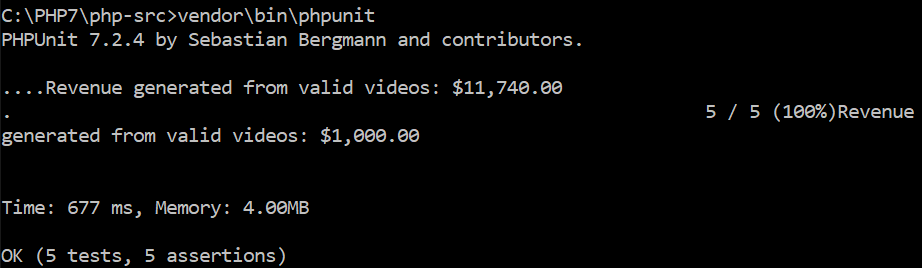 C:\PHP7\php-src>vendor\bin\phpunit
PHPUnit 7.2.4 by Sebastian Bergmann and contributors.
....Revenue generated from valid videos: $11,740.00
. 5 / 5 (100%)Revenue
generated from valid videos: $1,000.00
Time: 677 ms, Memory: 4.00MB
OK (5 tests, 5 assertions)